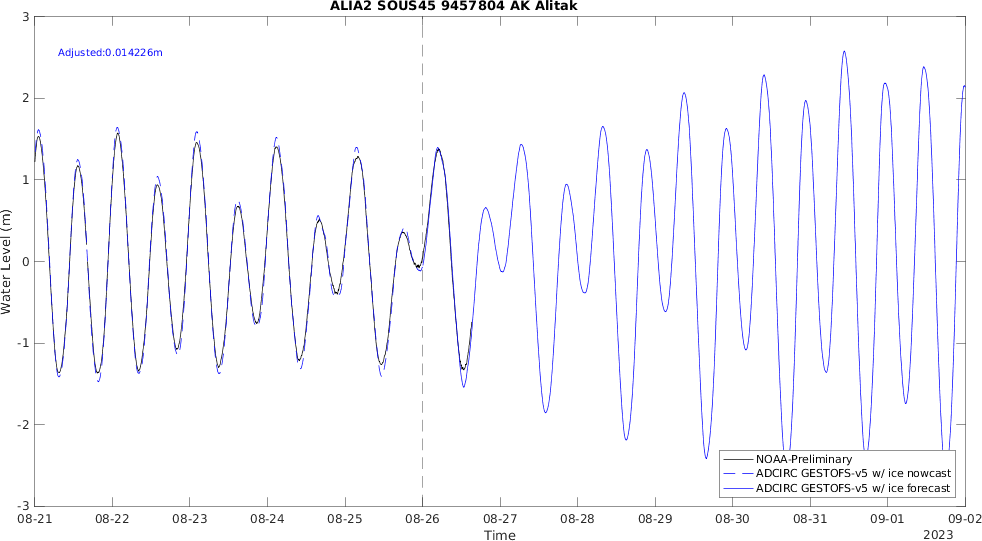 ALIA2 SOUS45 9457804 AK Alitak
Adjusted:0.014226m
3
2
1
0
-1
-2
-3
Water Level (m)
NOAA-Preliminary
ADCIRC GESTOFS-v5 w/ ice nowcast
ADCIRC GESTOFS-v5 w/ ice forecast
08-21 08-22 08-23 08-24 08-25 08-26 08-27 08-28 08-29 08-30 08-31 09-01 09-02
Time
2023